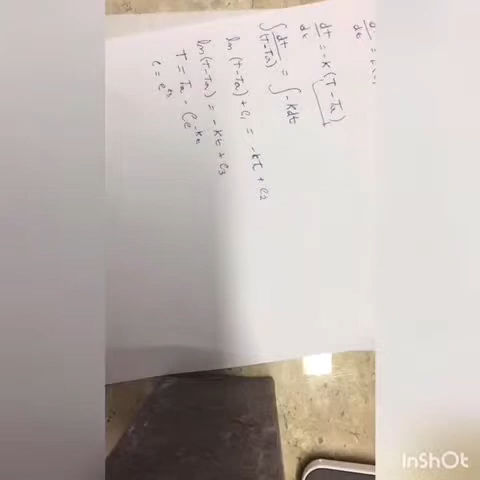 dt/dt = -k (T - Ta)
∫ dt/(T-Ta) = ∫ -kdt
ln (T-Ta) + c₁ = -kt + c₂
ln (T-Ta) = -kt + c₃
T = Ta - Ce^-kt
c = e^c₃
InShOt